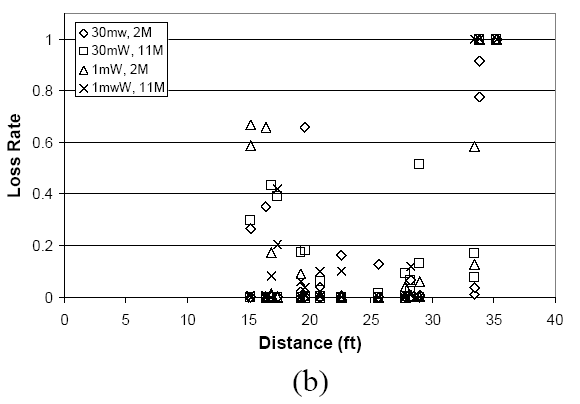 30mw, 2M
30mW, 11M
1mW, 2M
1mwW, 11M
Loss Rate
1
0.8
0.6
0.4
0.2
0
0 5 10 15 20 25 30 35 40
Distance (ft)
(b)